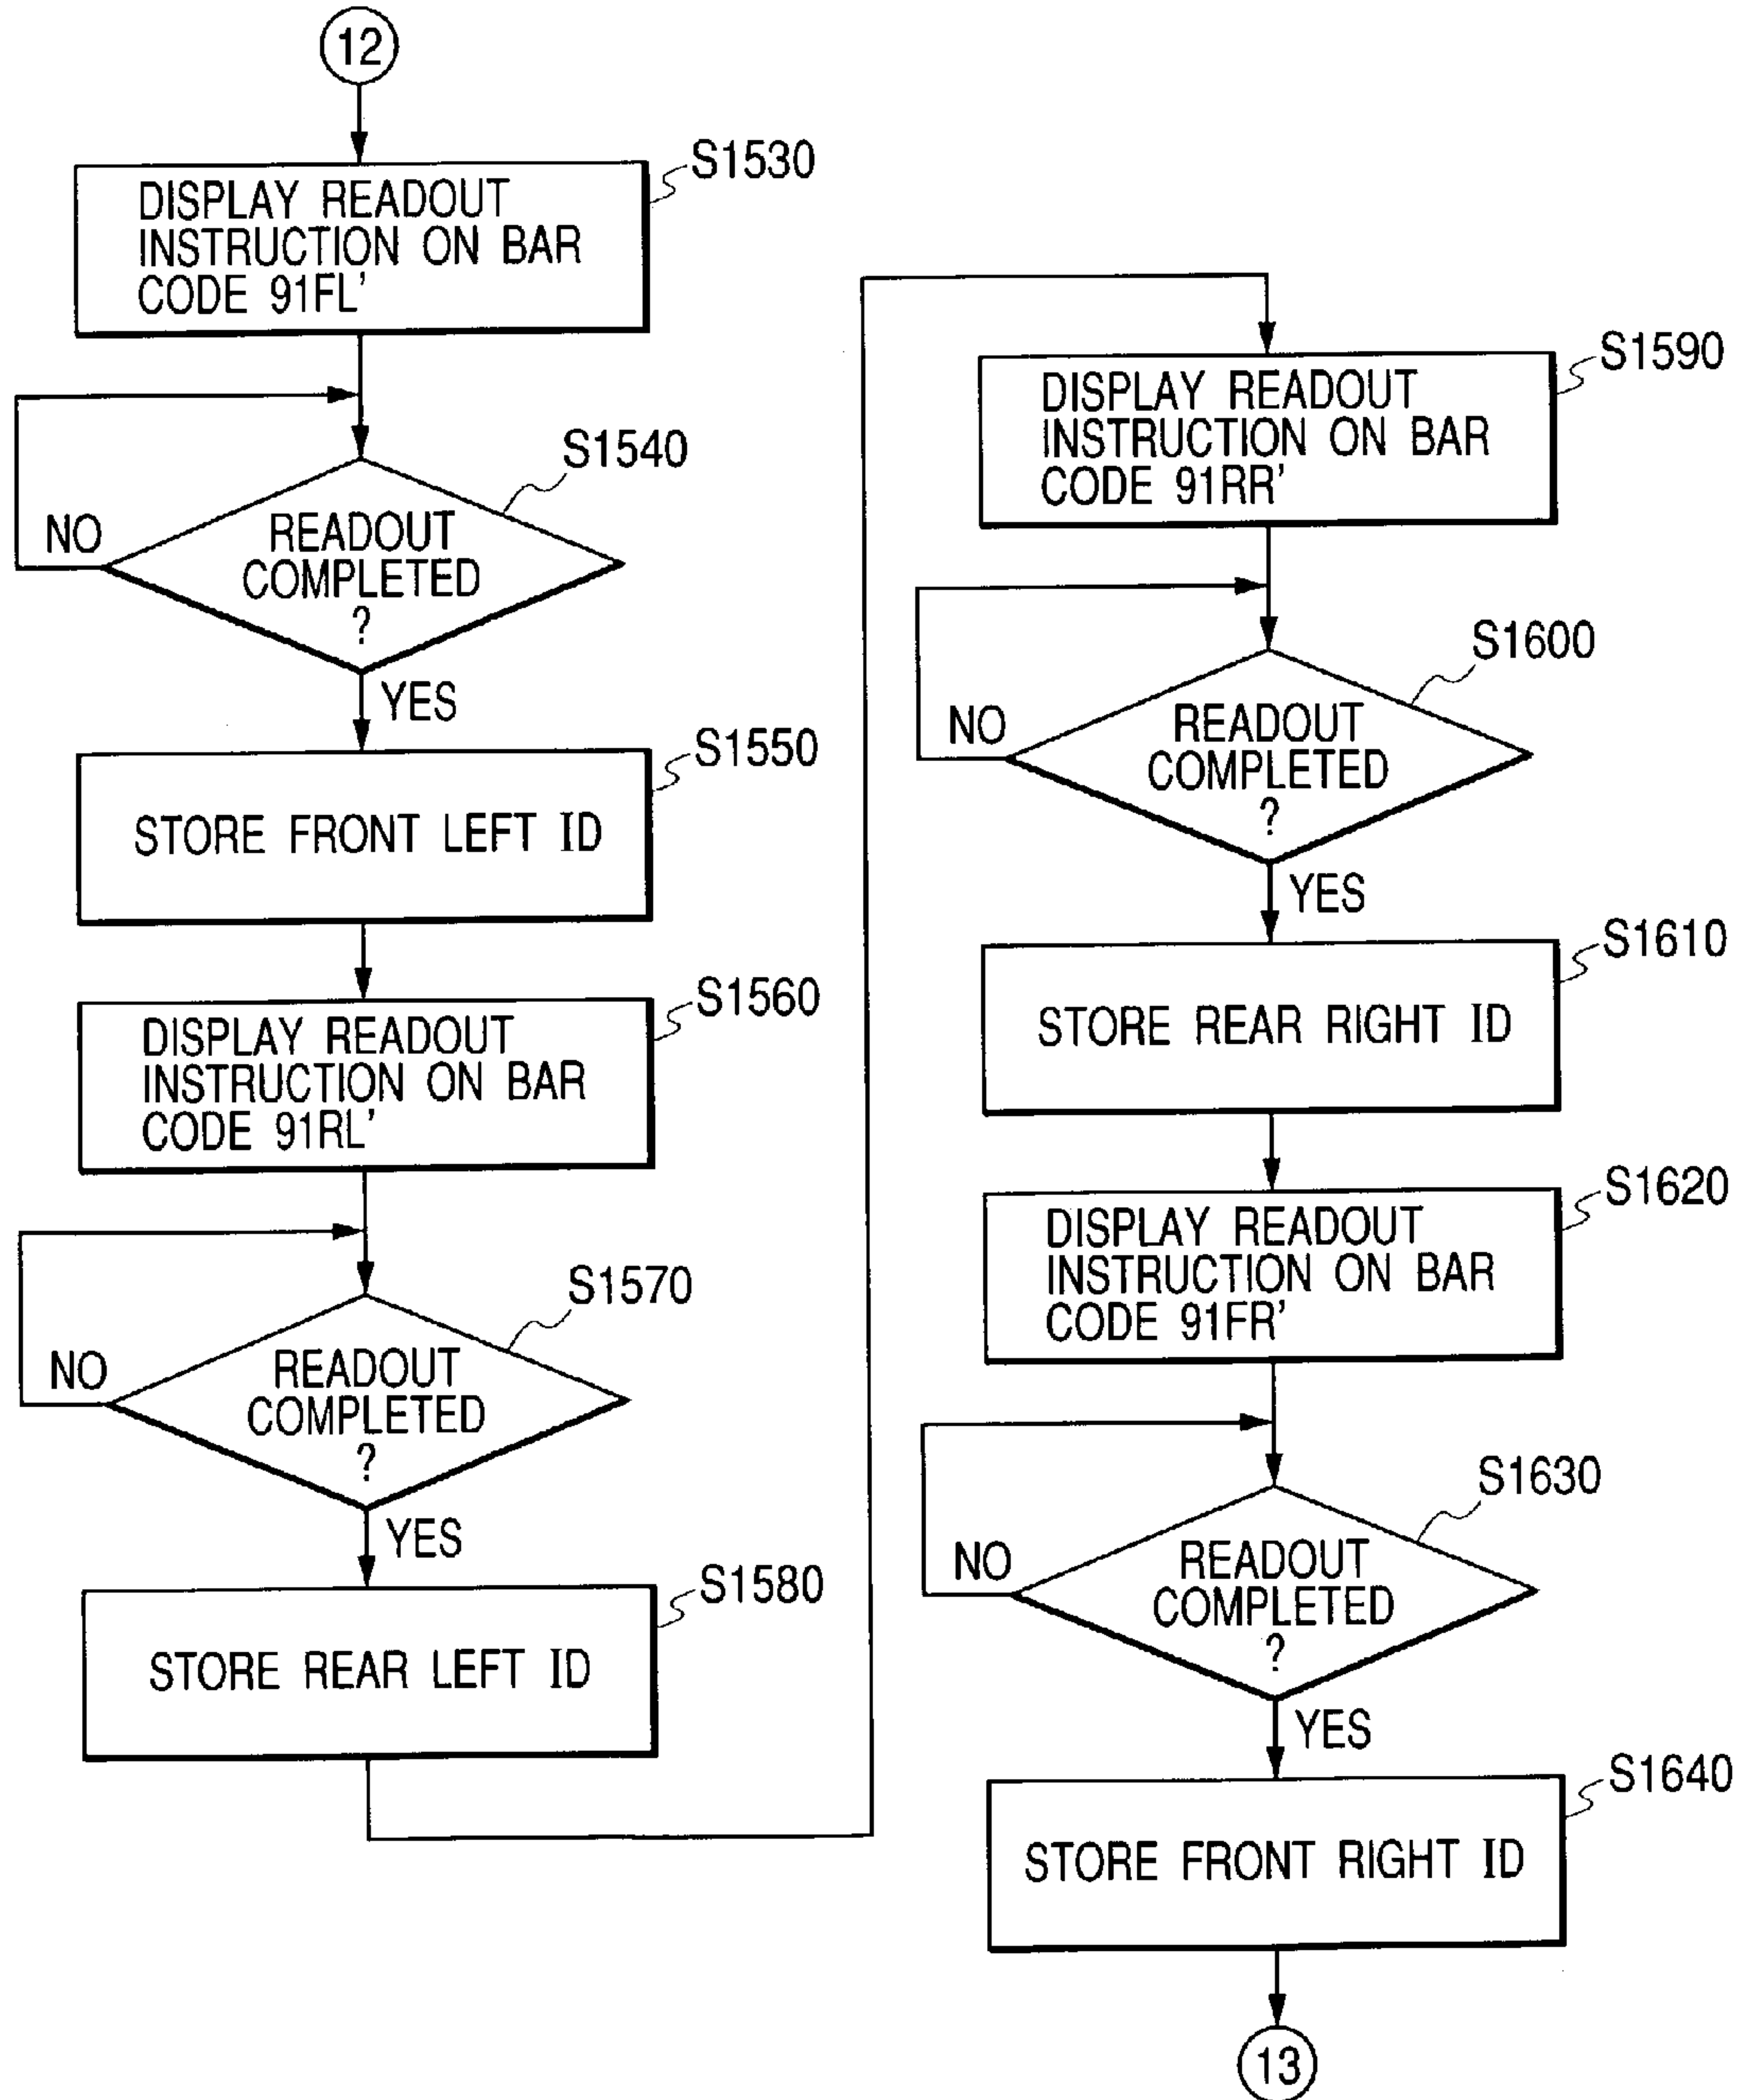 12
S1530
DISPLAY READOUT
INSTRUCTION ON BAR
CODE 91FL'
S1540
NO
READOUT
COMPLETED
?
YES
S1550
STORE FRONT LEFT ID
S1560
DISPLAY READOUT
INSTRUCTION ON BAR
CODE 91RL'
S1570
NO
READOUT
COMPLETED
?
YES
S1580
STORE REAR LEFT ID
S1590
DISPLAY READOUT
INSTRUCTION ON BAR
CODE 91RR'
S1600
NO
READOUT
COMPLETED
?
YES
S1610
STORE REAR RIGHT ID
S1620
DISPLAY READOUT
INSTRUCTION ON BAR
CODE 91FR'
S1630
NO
READOUT
COMPLETED
?
YES
S1640
STORE FRONT RIGHT ID
13